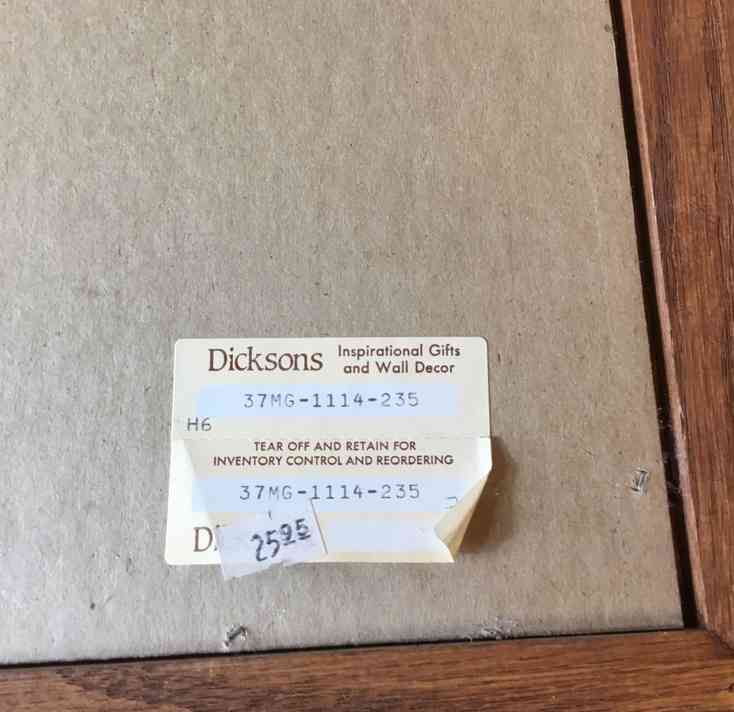 Dicksons Inspirational Gifts
and Wall Decor
37MG-1114-235
H6
TEAR OFF AND RETAIN FOR
INVENTORY CONTROL AND REORDERING
37MG-1114-235
25 95